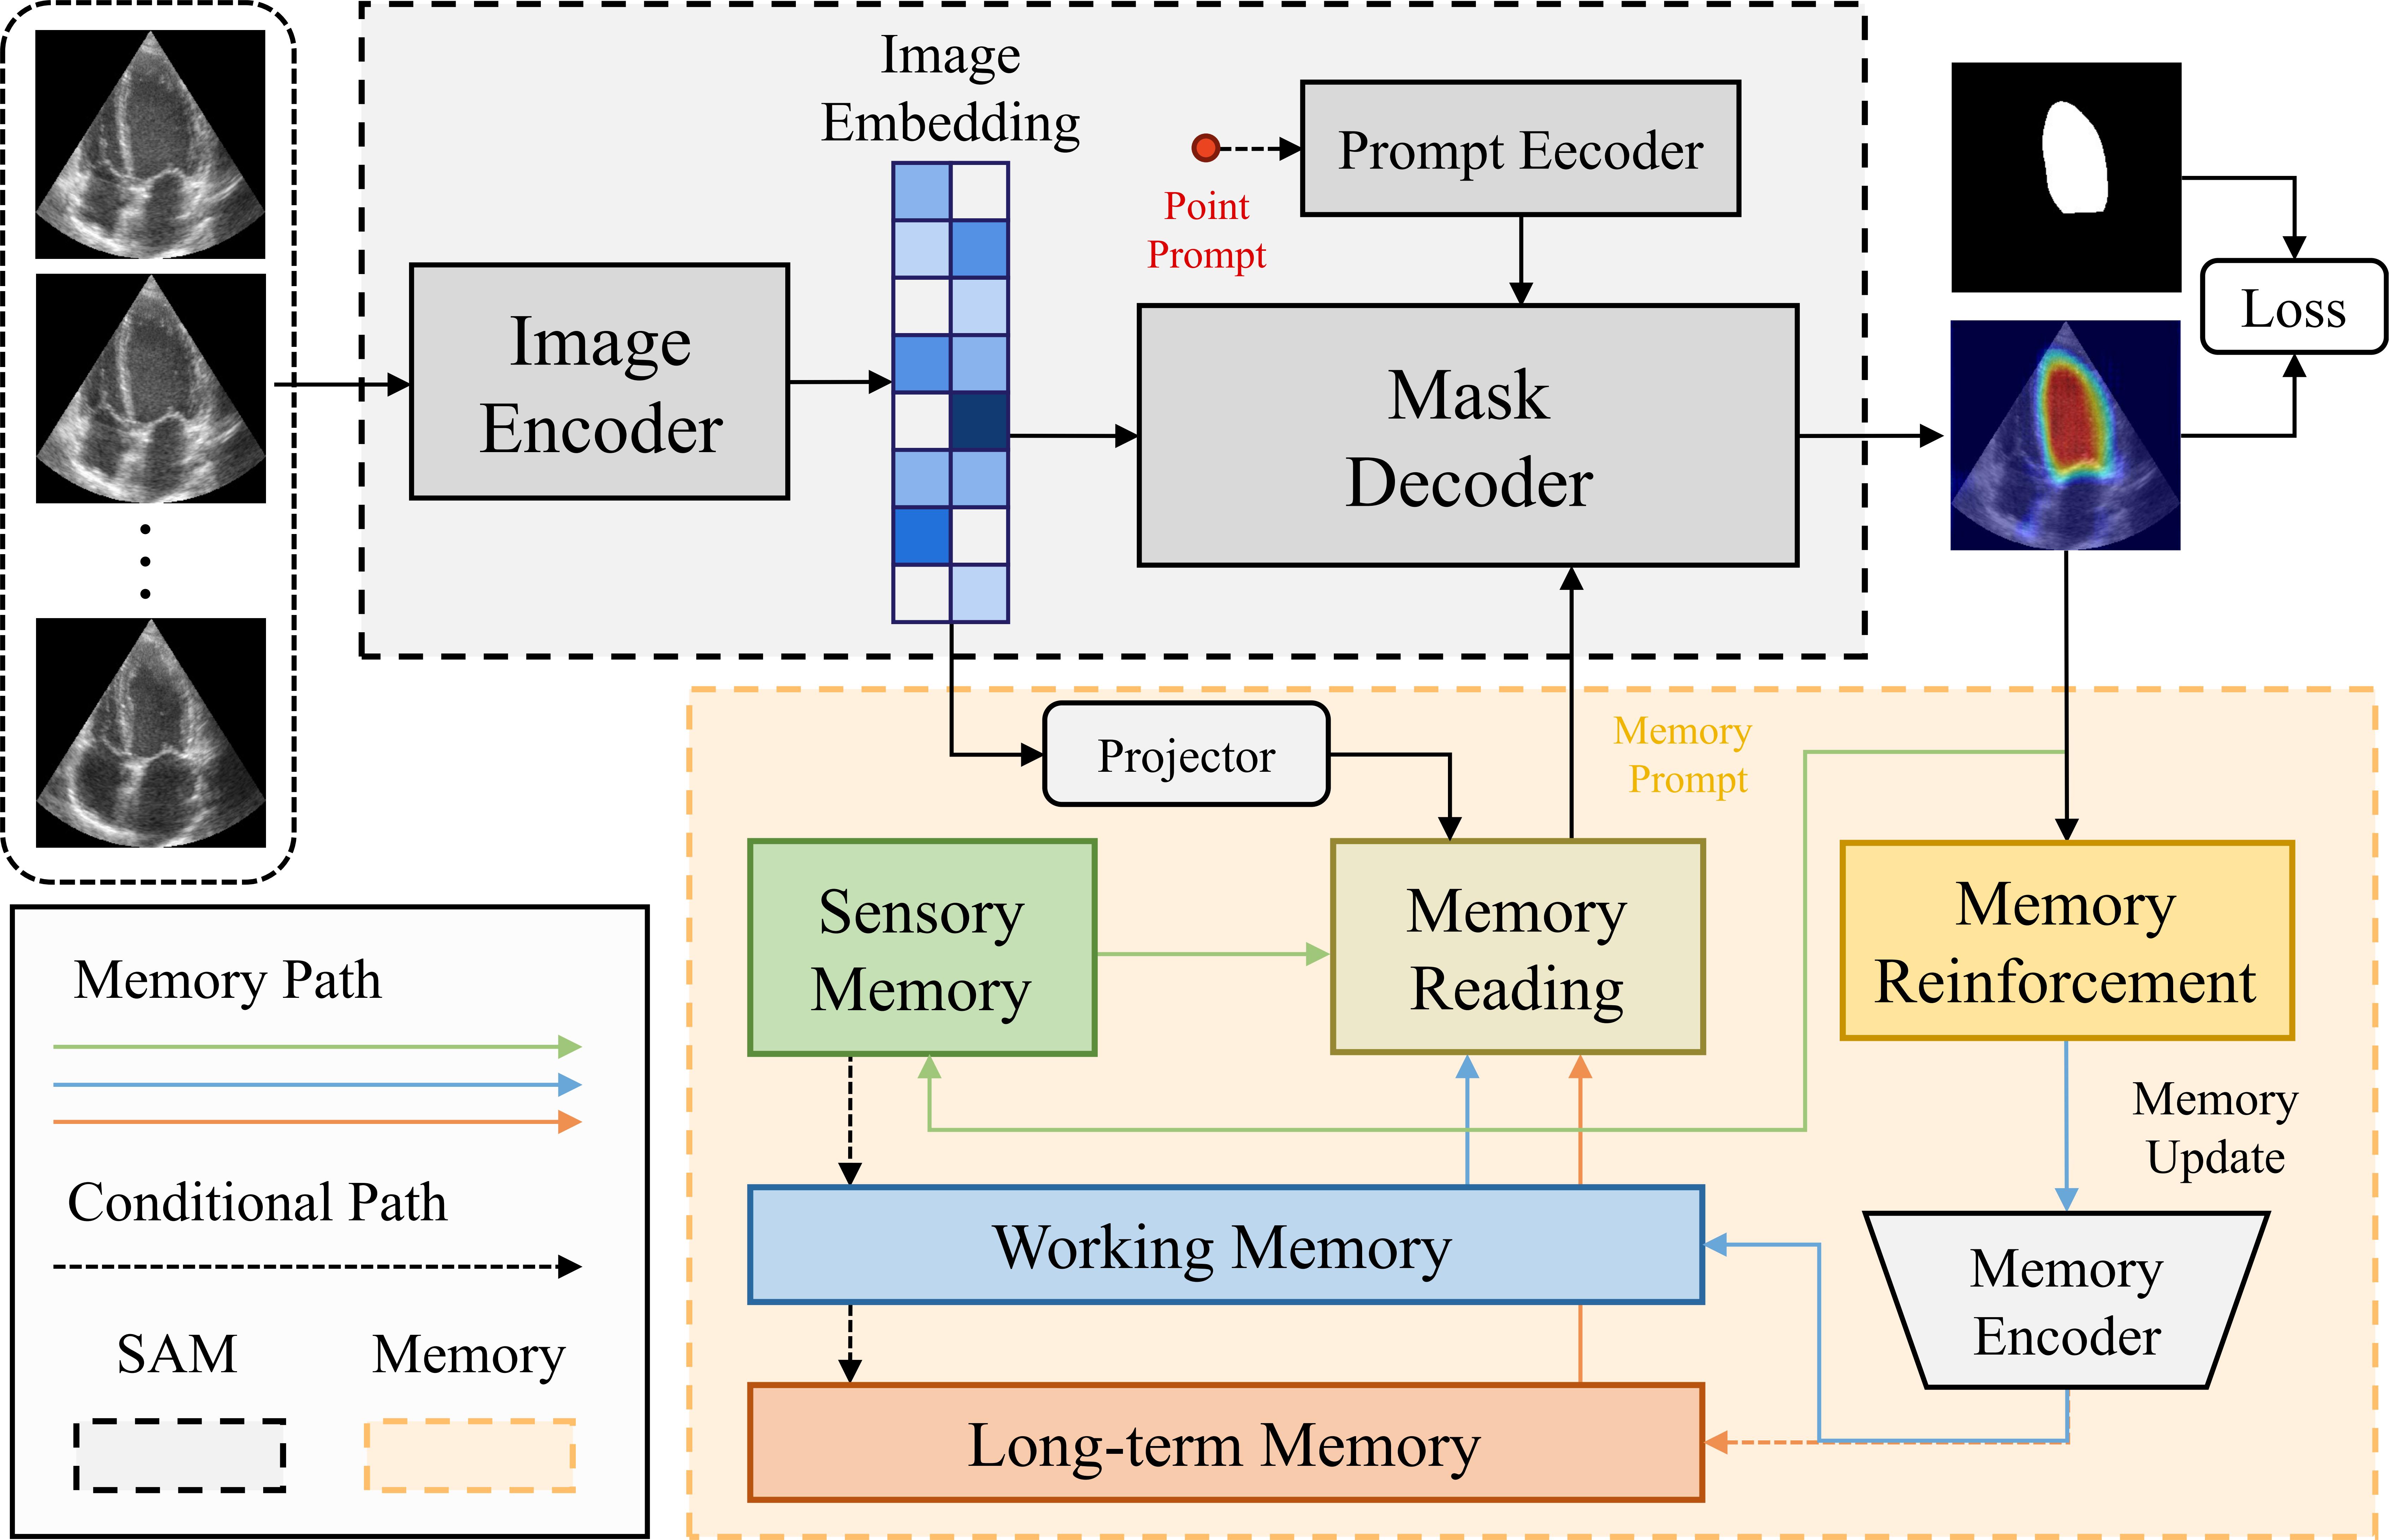 Image
Embedding
Prompt Eecoder
Point
Prompt
Image
Encoder
Mask
Decoder
Loss
Projector
Memory
Prompt
Sensory
Memory
Memory
Reading
Memory
Reinforcement
Memory Path
Memory
Update
Conditional Path
Working Memory
Memory
Encoder
SAM
Memory
Long-term Memory